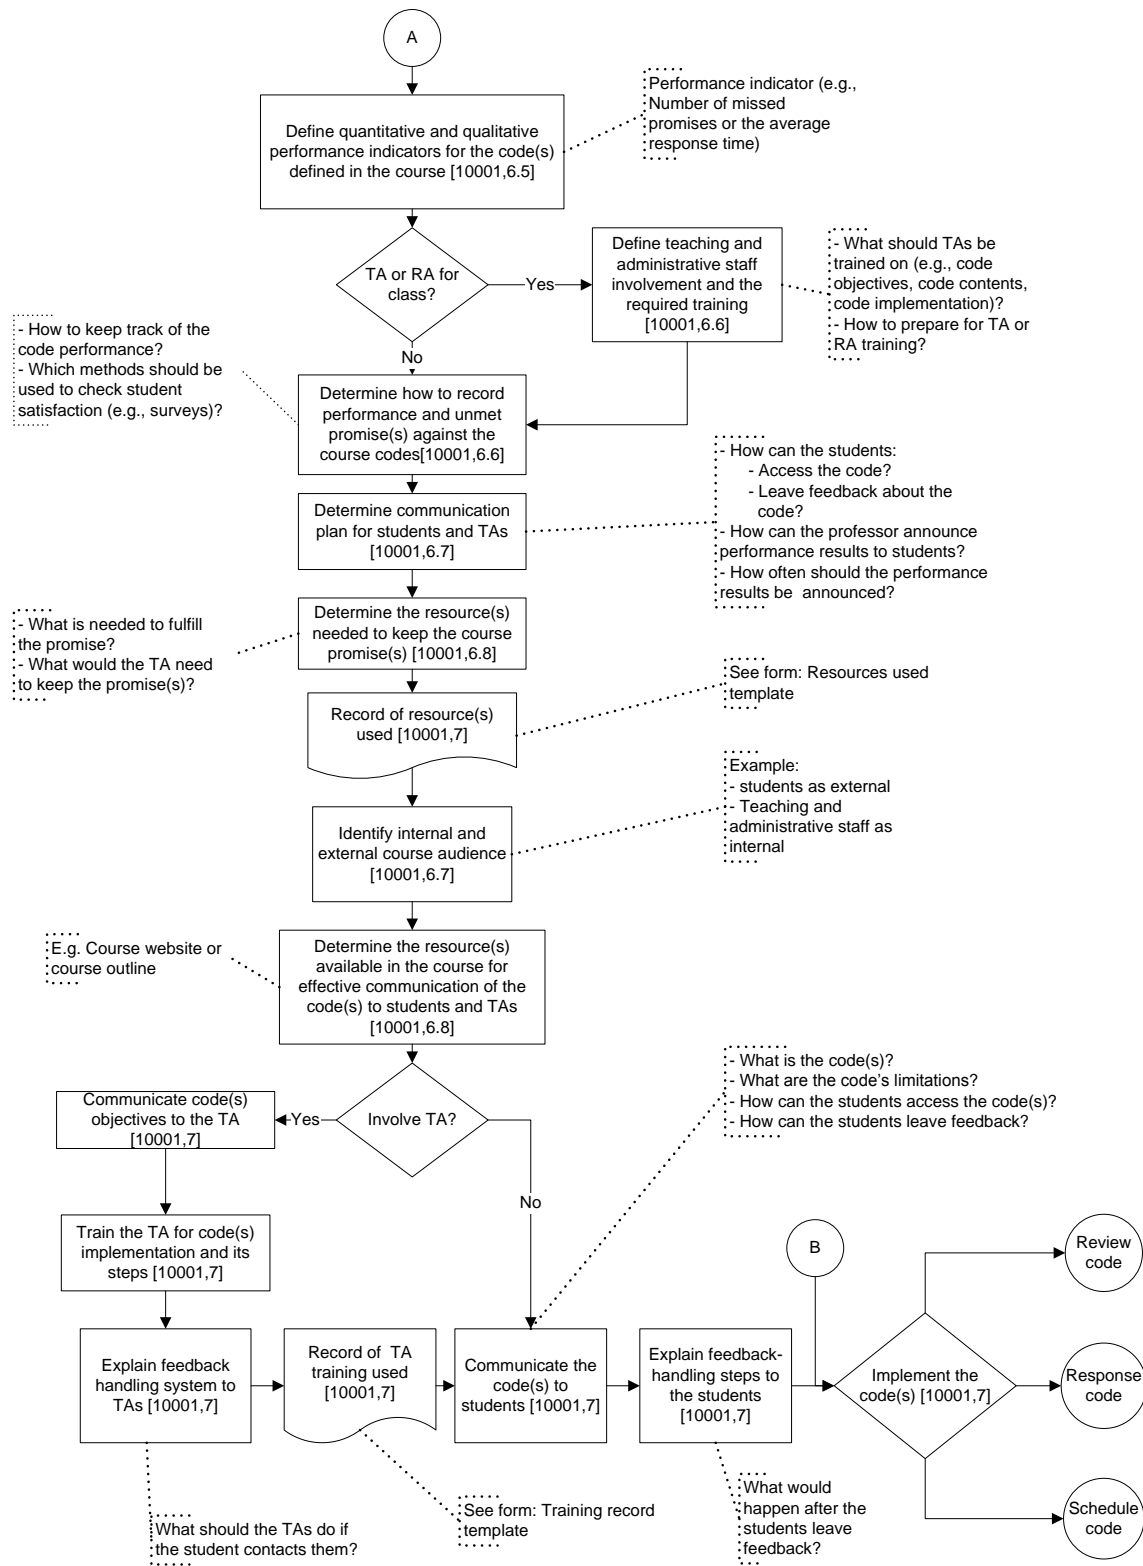 A
Define quantitative and qualitative
performance indicators for the code(s)
defined in the course [10001,6.5]
Performance indicator (e.g.,
Number of missed
promises or the average
response time)
TA or RA for
class?
Yes
Define teaching and
administrative staff
involvement and the
required training
[10001,6.6]
- What should TAs be
trained on (e.g., code
objectives, code contents,
code implementation)?
- How to prepare for TA or
RA training?
No
- How to keep track of the
code performance?
- Which methods should be
used to check student
satisfaction (e.g., surveys)?
Determine how to record
performance and unmet
promise(s) against the
course codes[10001,6.6]
Determine communication
plan for students and TAs
[10001,6.7]
- How can the students:
- Access the code?
- Leave feedback about the
code?
- How can the professor announce
performance results to students?
- How often should the performance
results be  announced?
Determine the resource(s)
needed to keep the course
promise(s) [10001,6.8]
- What is needed to fulfill
the promise?
- What would the TA need
to keep the promise(s)?
Record of resource(s)
used [10001,7]
See form: Resources used
template
Identify internal and
external course audience
[10001,6.7]
Example:
- students as external
- Teaching and
administrative staff as
internal
Determine the resource(s)
available in the course for
effective communication of the
code(s) to students and TAs
[10001,6.8]
E.g. Course website or
course outline
Involve TA?
Yes
No
Communicate code(s)
objectives to the TA
[10001,7]
- What is the code(s)?
- What are the code's limitations?
- How can the students access the code(s)?
- How can the students leave feedback?
Train the TA for code(s)
implementation and its
steps [10001,7]
Explain feedback
handling system to
TAs [10001,7]
Record of  TA
training used
[10001,7]
Communicate the
code(s) to
students [10001,7]
Explain feedback-
handling steps to
the students
[10001,7]
B
Implement the
code(s) [10001,7]
Review
code
Response
code
Schedule
code
What should the TAs do if
the student contacts them?
See form: Training record
template
What would
happen after the
students leave
feedback?